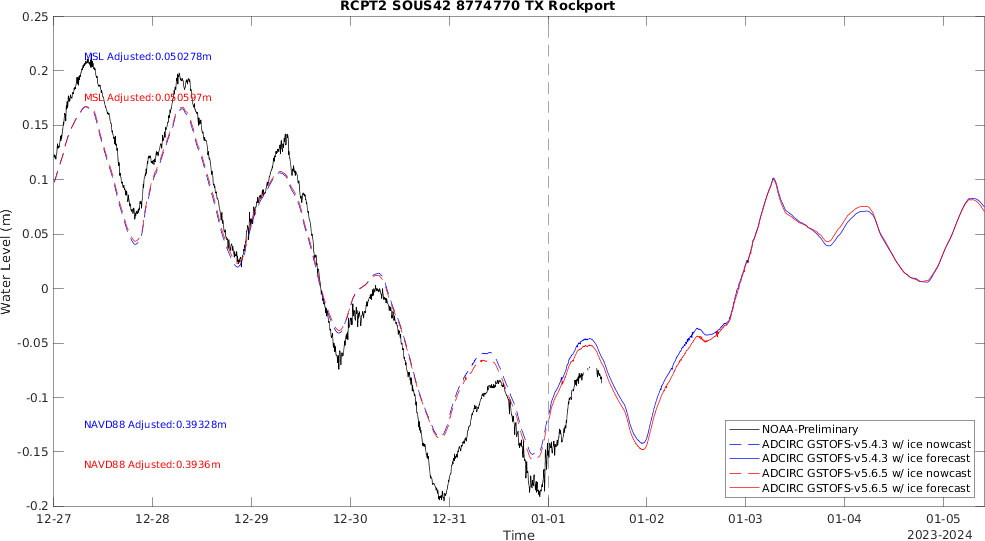 RCPT2 SOUS42 8774770 TX Rockport
0.25
0.2
0.15
0.1
0.05
0
-0.05
-0.1
-0.15
-0.2
Water Level (m)
MSL Adjusted:0.050278m
MSL Adjusted:0.050597m
NAVD88 Adjusted:0.39328m
NAVD88 Adjusted:0.3936m
NOAA-Preliminary
ADCIRC GSTOFS-v5.4.3 w/ ice nowcast
ADCIRC GSTOFS-v5.4.3 w/ ice forecast
ADCIRC GSTOFS-v5.6.5 w/ ice nowcast
ADCIRC GSTOFS-v5.6.5 w/ ice forecast
12-27 12-28 12-29 12-30 12-31 01-01 01-02 01-03 01-04 01-05
Time
2023-2024